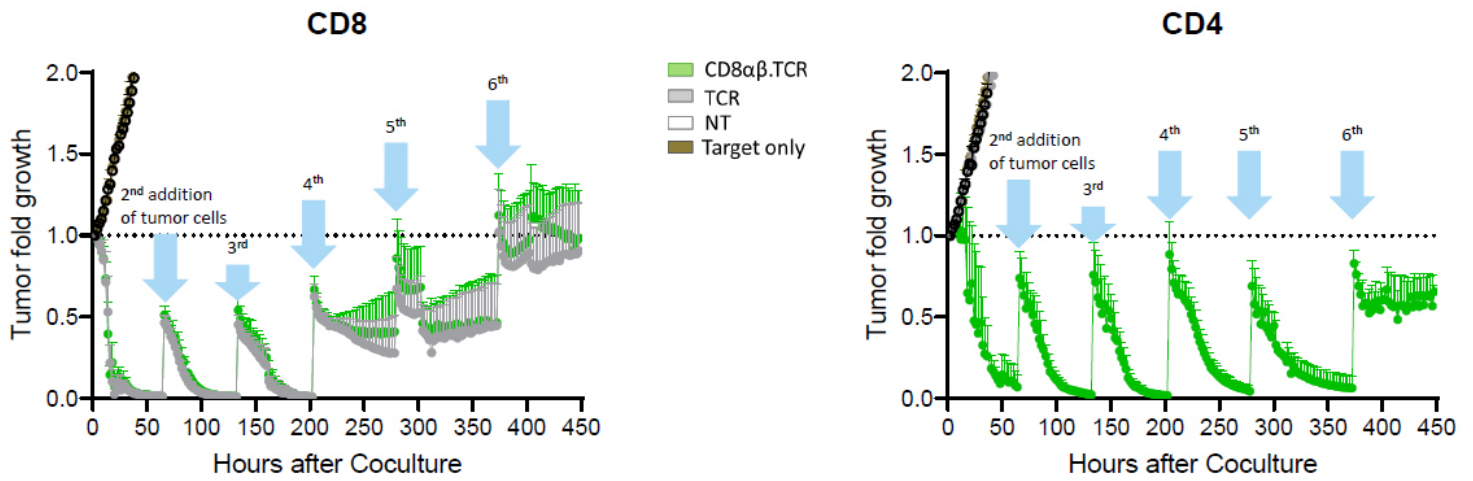 CD8
2.0
1.5
1.0
0.5
0.0
Tumor fold growth
2nd addition
of tumor cells
3rd
4th
5th
6th
0 50 100 150 200 250 300 350 400 450
Hours after Coculture
CD8αβ.TCR
TCR
NT
Target only
CD4
2.0
1.5
1.0
0.5
0.0
Tumor fold growth
2nd addition
of tumor cells
3rd
4th
5th
6th
0 50 100 150 200 250 300 350 400 450
Hours after Coculture